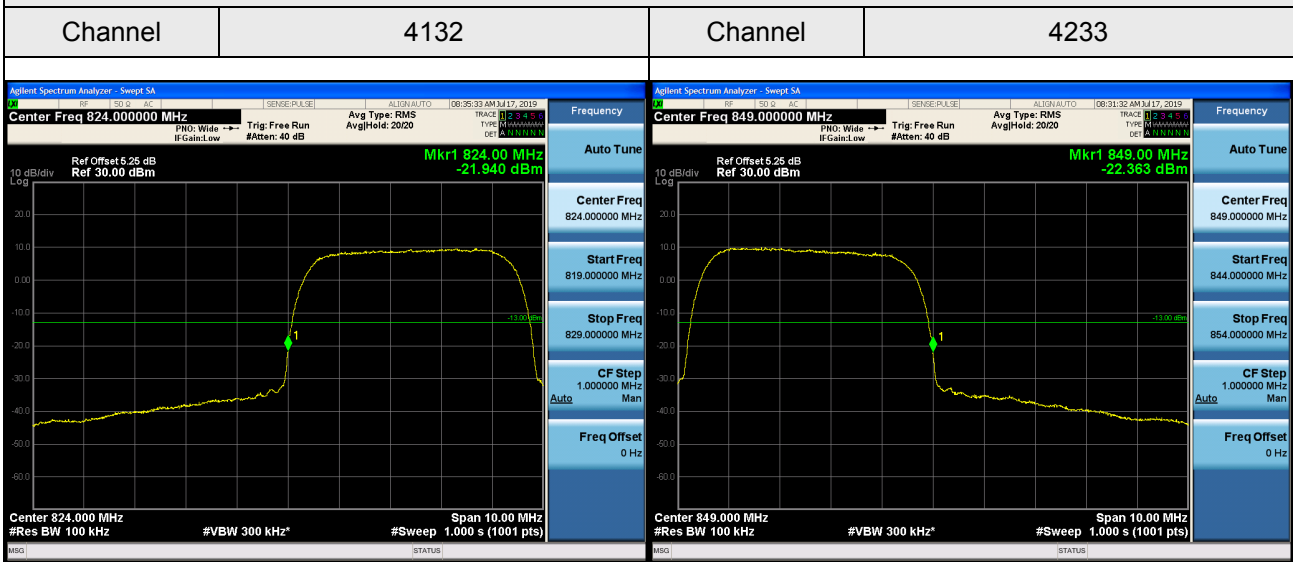 Channel 4132 Channel 4233
Agilent Spectrum Analyzer - Swept SA
LXI RF 50 Ω AC SENSE:PULSE ALIGN AUTO 08:35:33 AM Jul 17, 2019
Center Freq 824.000000 MHz
PNO: Wide
IFGain:Low
Trig: Free Run
#Atten: 40 dB
Avg Type: RMS
Avg|Hold: 20/20
TRACE 1 2 3 4 5 6
TYPE M
DET A N N N N N
Mkr1 824.00 MHz
-21.940 dBm
Ref Offset 5.25 dB
10 dB/div Ref 30.00 dBm
Log
20.0
10.0
0.00
-10.0
-20.0
-30.0
-40.0
-50.0
-60.0
-13.00 dBm
1
Center 824.000 MHz Span 10.00 MHz
#Res BW 100 kHz #VBW 300 kHz* #Sweep 1.000 s (1001 pts)
MSG STATUS
Frequency
Auto Tune
Center Freq
824.000000 MHz
Start Freq
819.000000 MHz
Stop Freq
829.000000 MHz
CF Step
1.000000 MHz
Auto Man
Freq Offset
0 Hz
Agilent Spectrum Analyzer - Swept SA
LXI RF 50 Ω AC SENSE:PULSE ALIGN AUTO 08:31:32 AM Jul 17, 2019
Center Freq 849.000000 MHz
PNO: Wide
IFGain:Low
Trig: Free Run
#Atten: 40 dB
Avg Type: RMS
Avg|Hold: 20/20
TRACE 1 2 3 4 5 6
TYPE M
DET A N N N N N
Mkr1 849.00 MHz
-22.363 dBm
Ref Offset 5.25 dB
10 dB/div Ref 30.00 dBm
Log
20.0
10.0
0.00
-10.0
-20.0
-30.0
-40.0
-50.0
-60.0
-13.00 dBm
1
Center 849.000 MHz Span 10.00 MHz
#Res BW 100 kHz #VBW 300 kHz* #Sweep 1.000 s (1001 pts)
MSG STATUS
Frequency
Auto Tune
Center Freq
849.000000 MHz
Start Freq
844.000000 MHz
Stop Freq
854.000000 MHz
CF Step
1.000000 MHz
Auto Man
Freq Offset
0 Hz